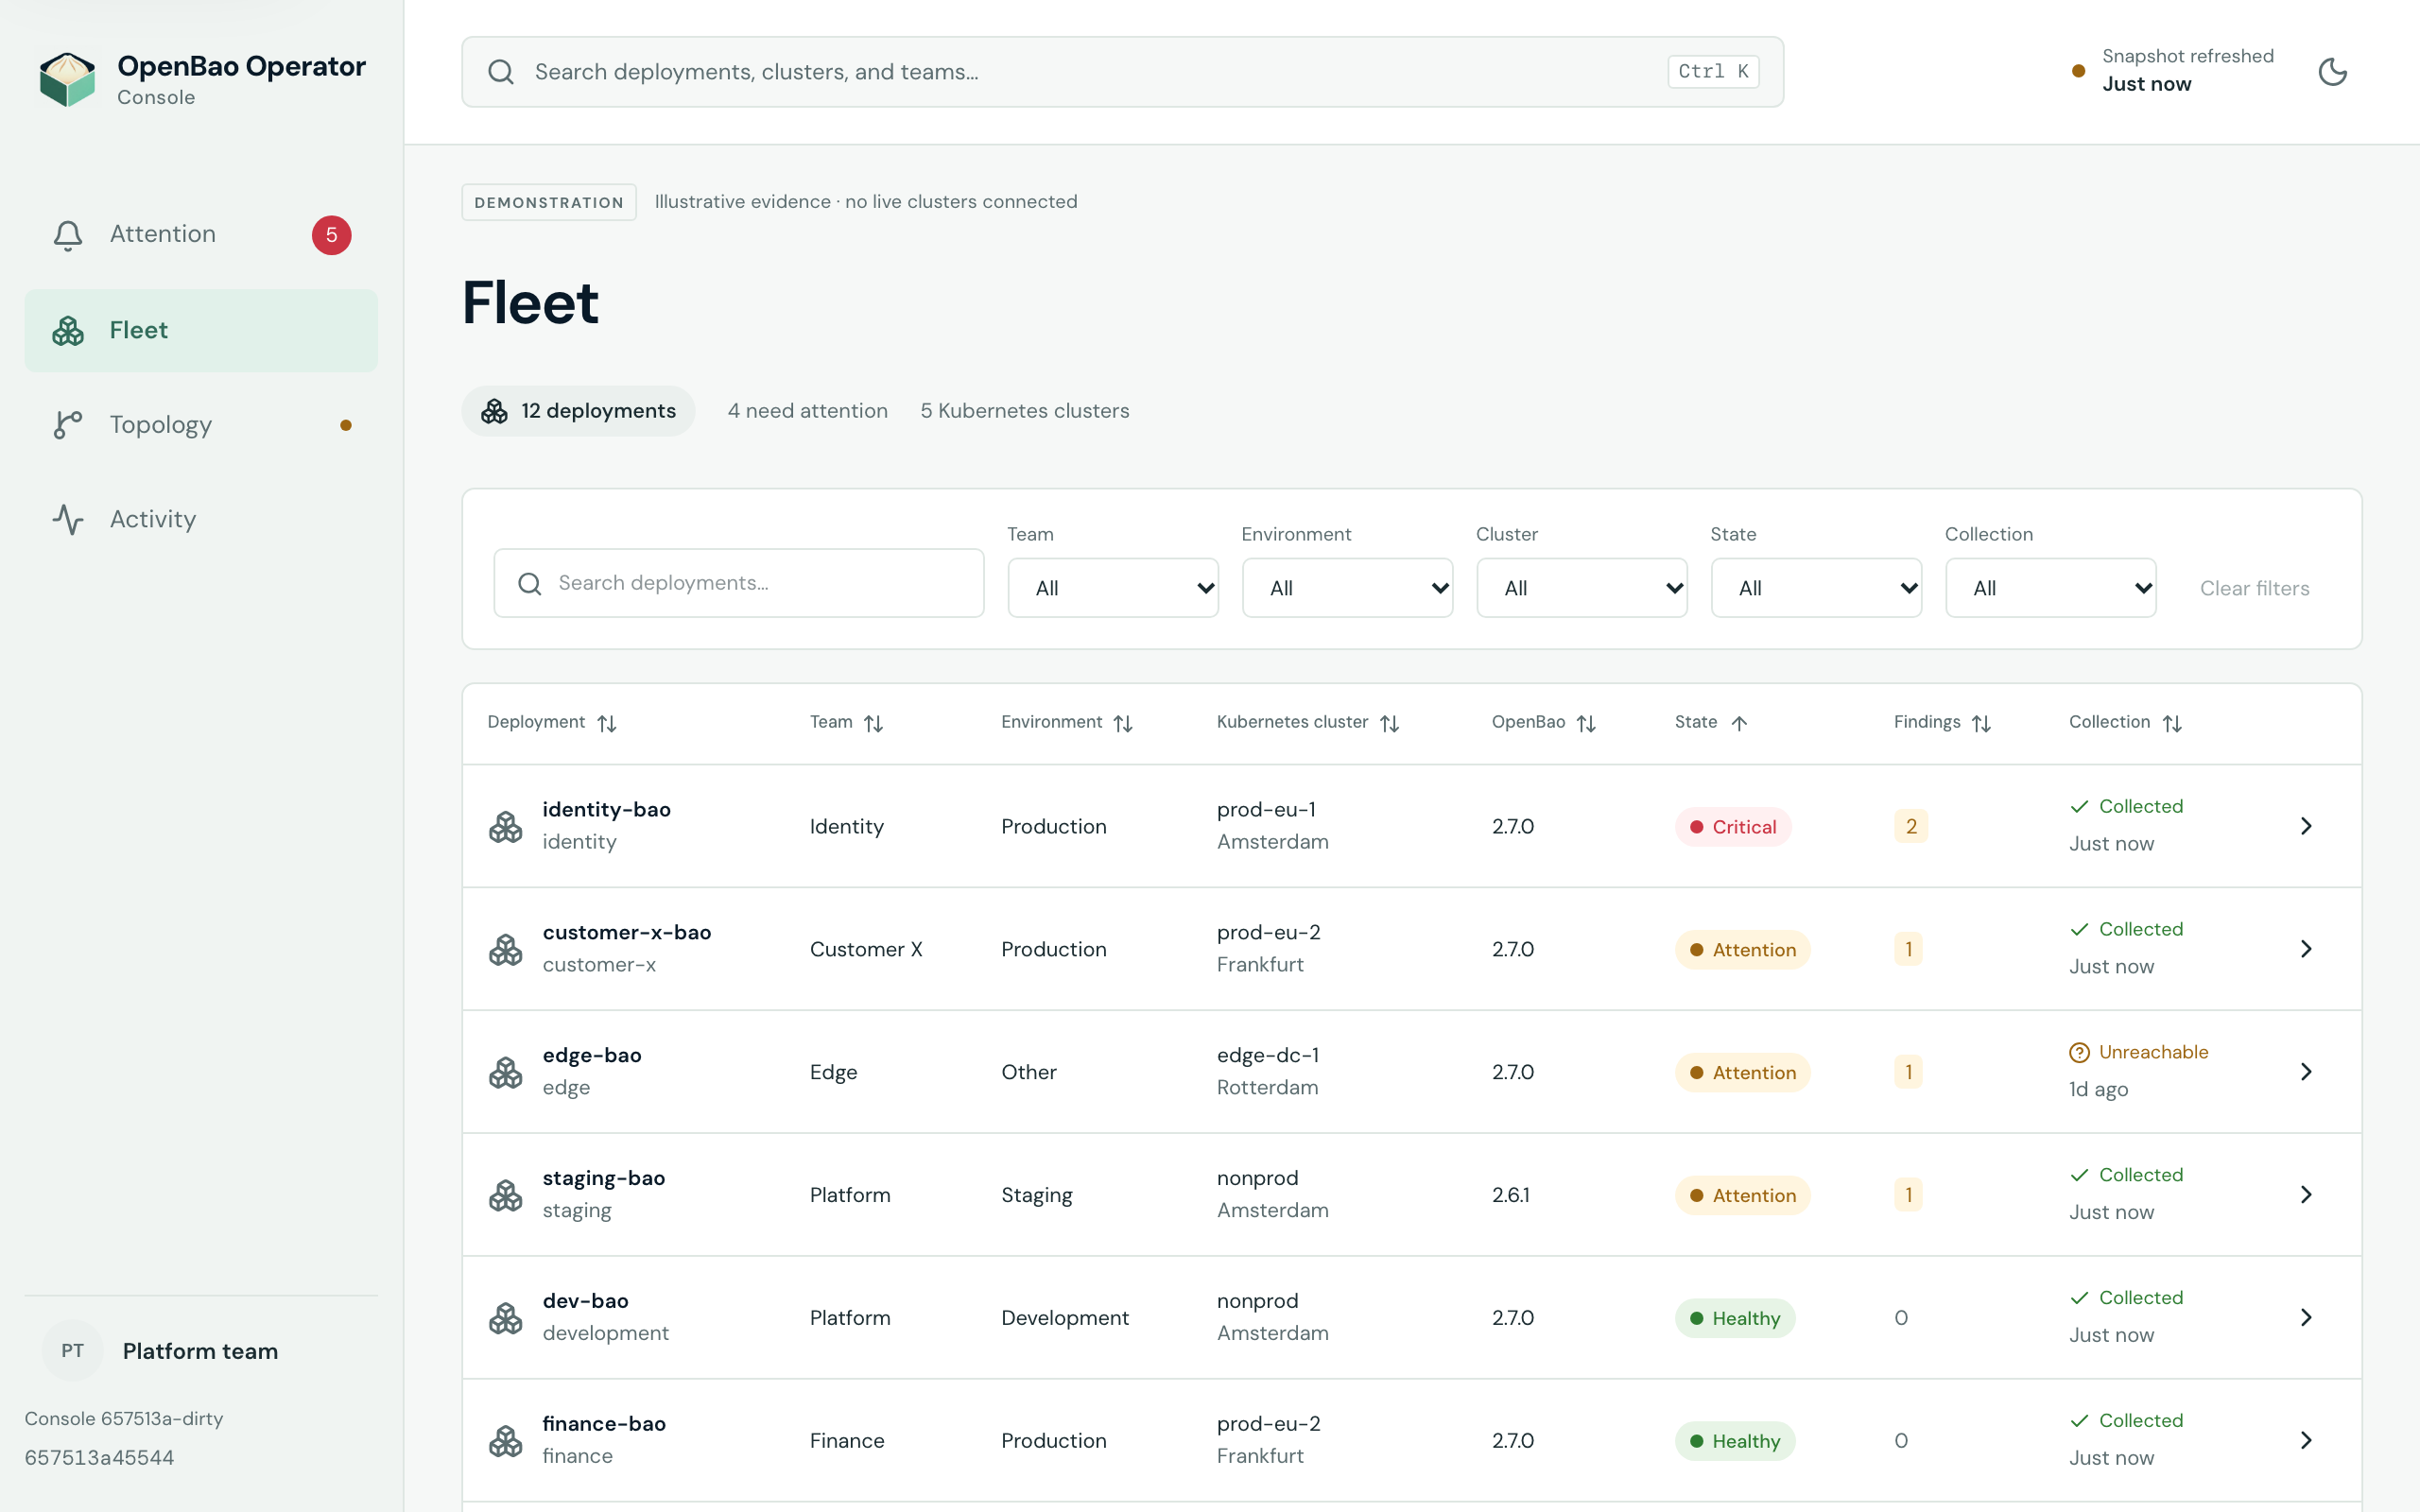 OpenBao Operator
Console
Attention 5
Fleet
Topology
Activity
PT Platform team
Console 657513a-dirty
657513a45544
Search deployments, clusters, and teams... Ctrl K
Snapshot refreshed
Just now
DEMONSTRATION Illustrative evidence · no live clusters connected
Fleet
12 deployments 4 need attention 5 Kubernetes clusters
Team Environment Cluster State Collection
Search deployments... All All All All All Clear filters
Deployment Team Environment Kubernetes cluster OpenBao State Findings Collection
identity-bao prod-eu-1 Collected
Identity Production 2.7.0 Critical 2
identity Amsterdam Just now
customer-x-bao prod-eu-2 Collected
Customer X Production 2.7.0 Attention 1
customer-x Frankfurt Just now
edge-bao edge-dc-1 Unreachable
Edge Other 2.7.0 Attention 1
edge Rotterdam 1d ago
staging-bao nonprod Collected
Platform Staging 2.6.1 Attention 1
staging Amsterdam Just now
dev-bao nonprod Collected
Platform Development 2.7.0 Healthy 0
development Amsterdam Just now
finance-bao prod-eu-2 Collected
Finance Production 2.7.0 Healthy 0
finance Frankfurt Just now